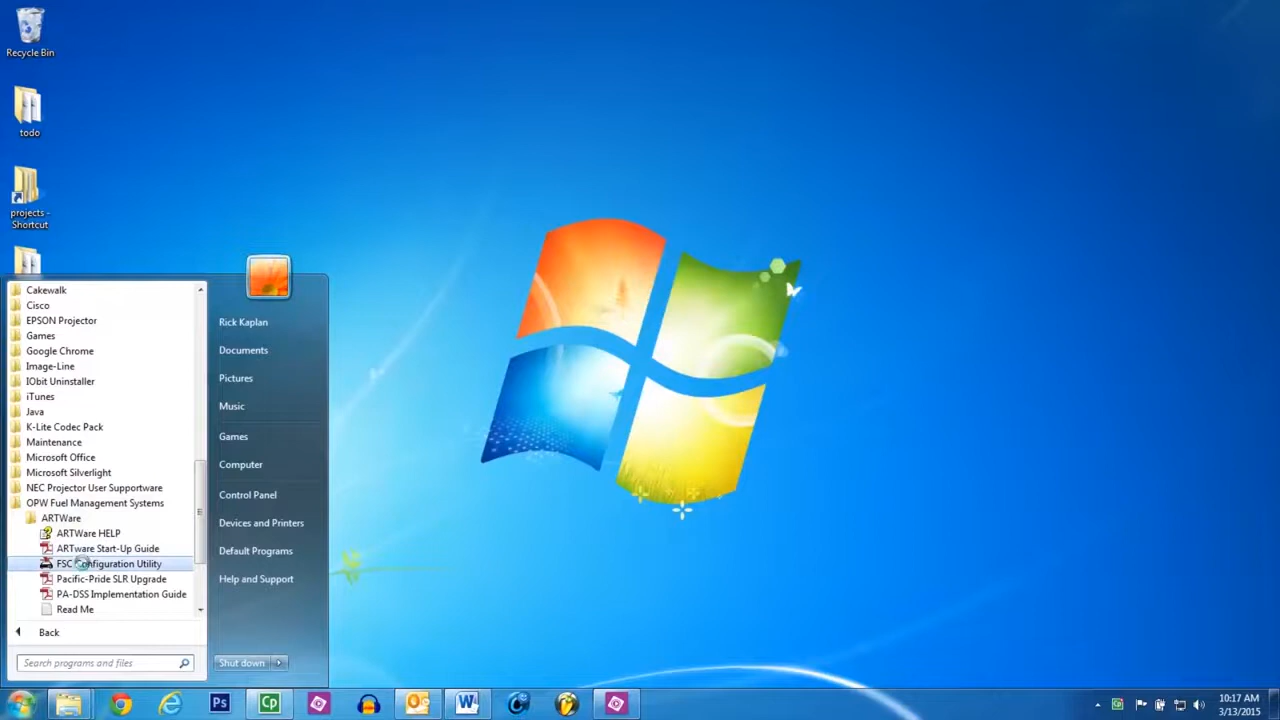 Recycle Bin
todo
projects -
Shortcut
Cakewalk
Cisco
EPSON Projector
Games
Google Chrome
Image-Line
IObit Uninstaller
iTunes
Java
K-Lite Codec Pack
Maintenance
Microsoft Office
Microsoft Silverlight
NEC Projector User Supportware
OPW Fuel Management Systems
ARTWare
ARTWare HELP
ARTware Start-Up Guide
FSC Configuration Utility
Pacific-Pride SLR Upgrade
PA-DSS Implementation Guide
Read Me
Back
Search programs and files
Rick Kaplan
Documents
Pictures
Music
Games
Computer
Control Panel
Devices and Printers
Default Programs
Help and Support
Shut down
Ps
Cp
W
10:17 AM
3/13/2015